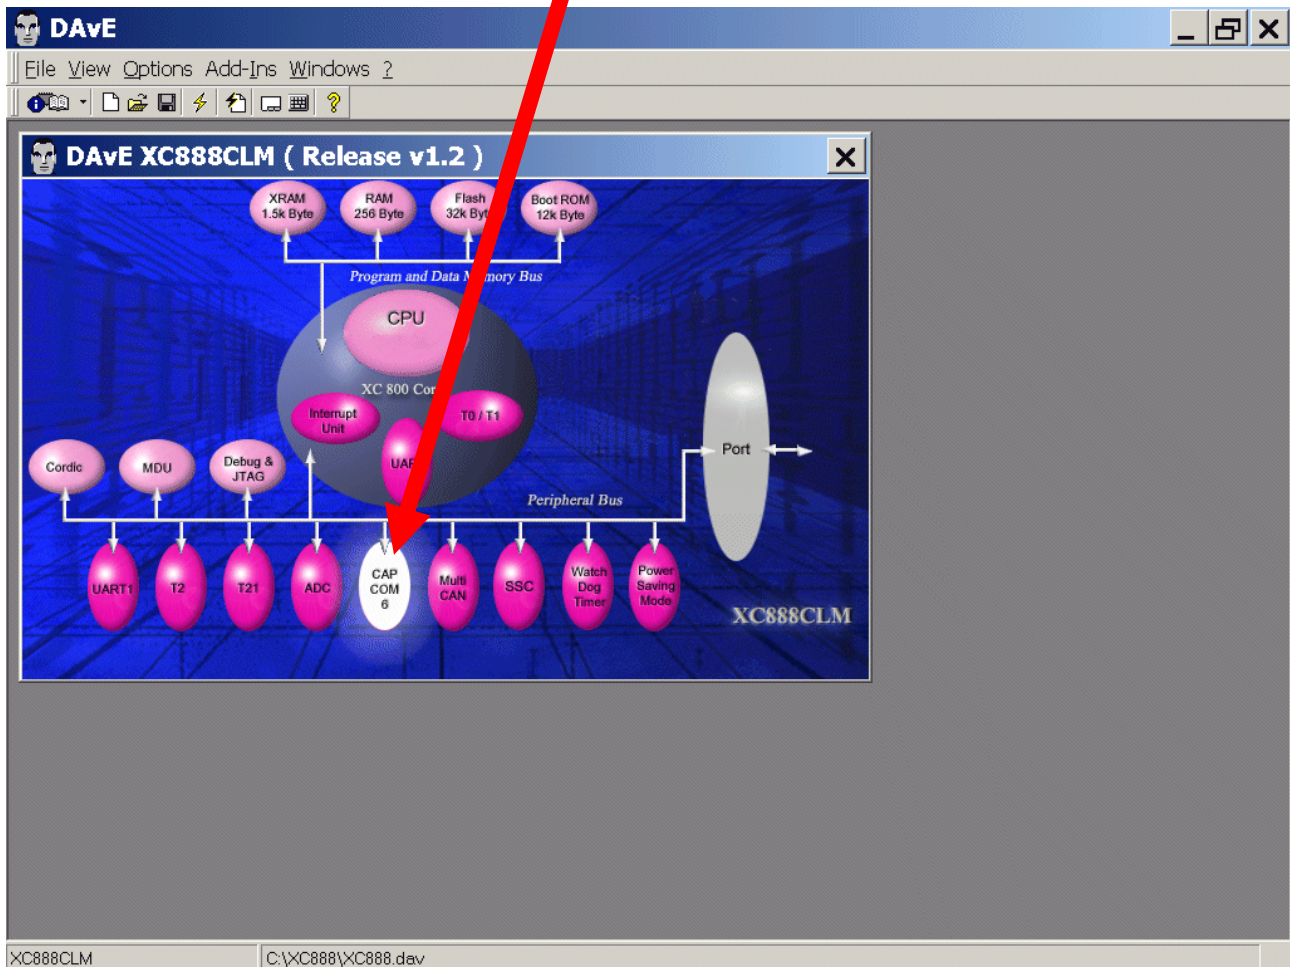 DAvE
File View Options Add-Ins Windows ?
DAvE XC888CLM ( Release v1.2 )
XRAM
1.5k Byte
RAM
256 Byte
Flash
32k Byt
Boot ROM
12k Byte
Program and Data M mory Bus
CPU
XC 800 Cor
Interrupt
Unit
T0 / T1
UAR
Cordic
MDU
Debug &
JTAG
Port
Peripheral Bus
UART1
T2
T21
ADC
CAP
COM
6
Multi
CAN
SSC
Watch
Dog
Timer
Power
Saving
Mode
XC888CLM
XC888CLM
C:\XC888\XC888.dav